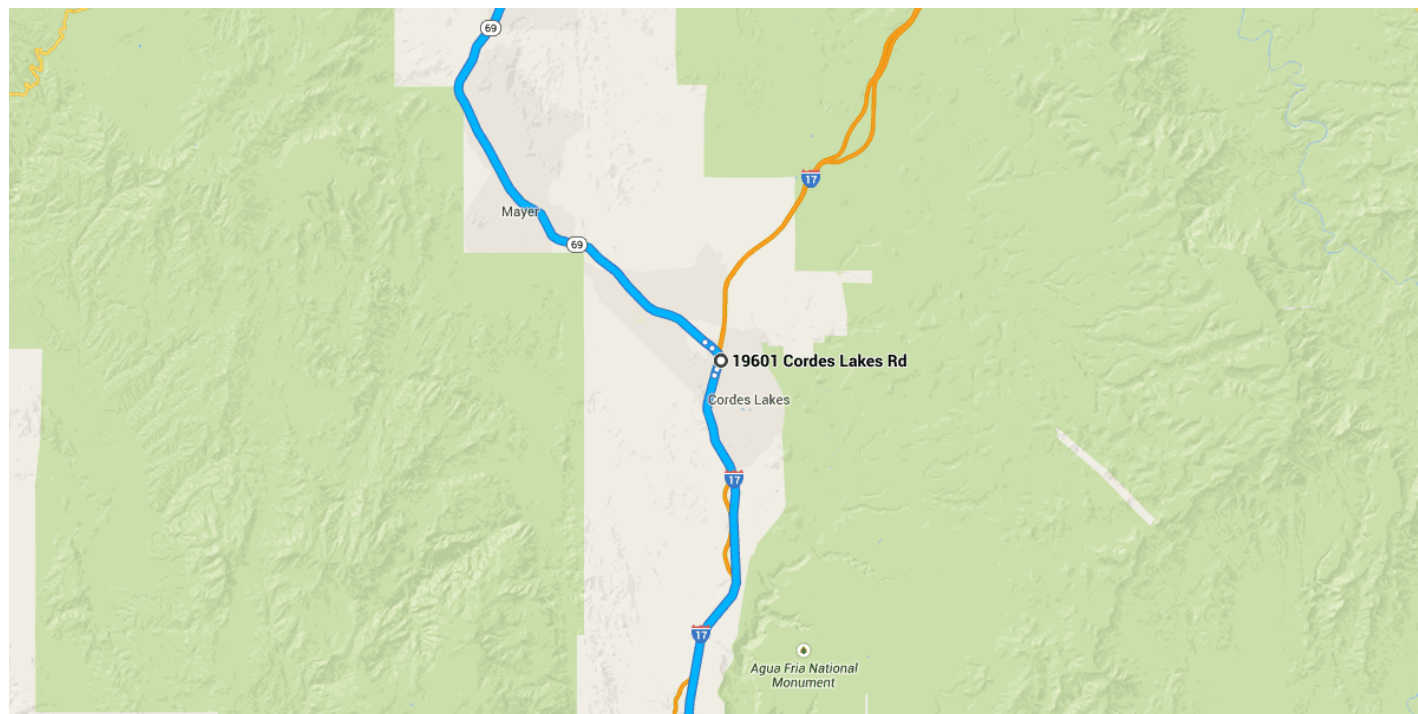 69
17
Mayer
69
19601 Cordes Lakes Rd
Cordes Lakes
17
17
Agua Fria National
Monument